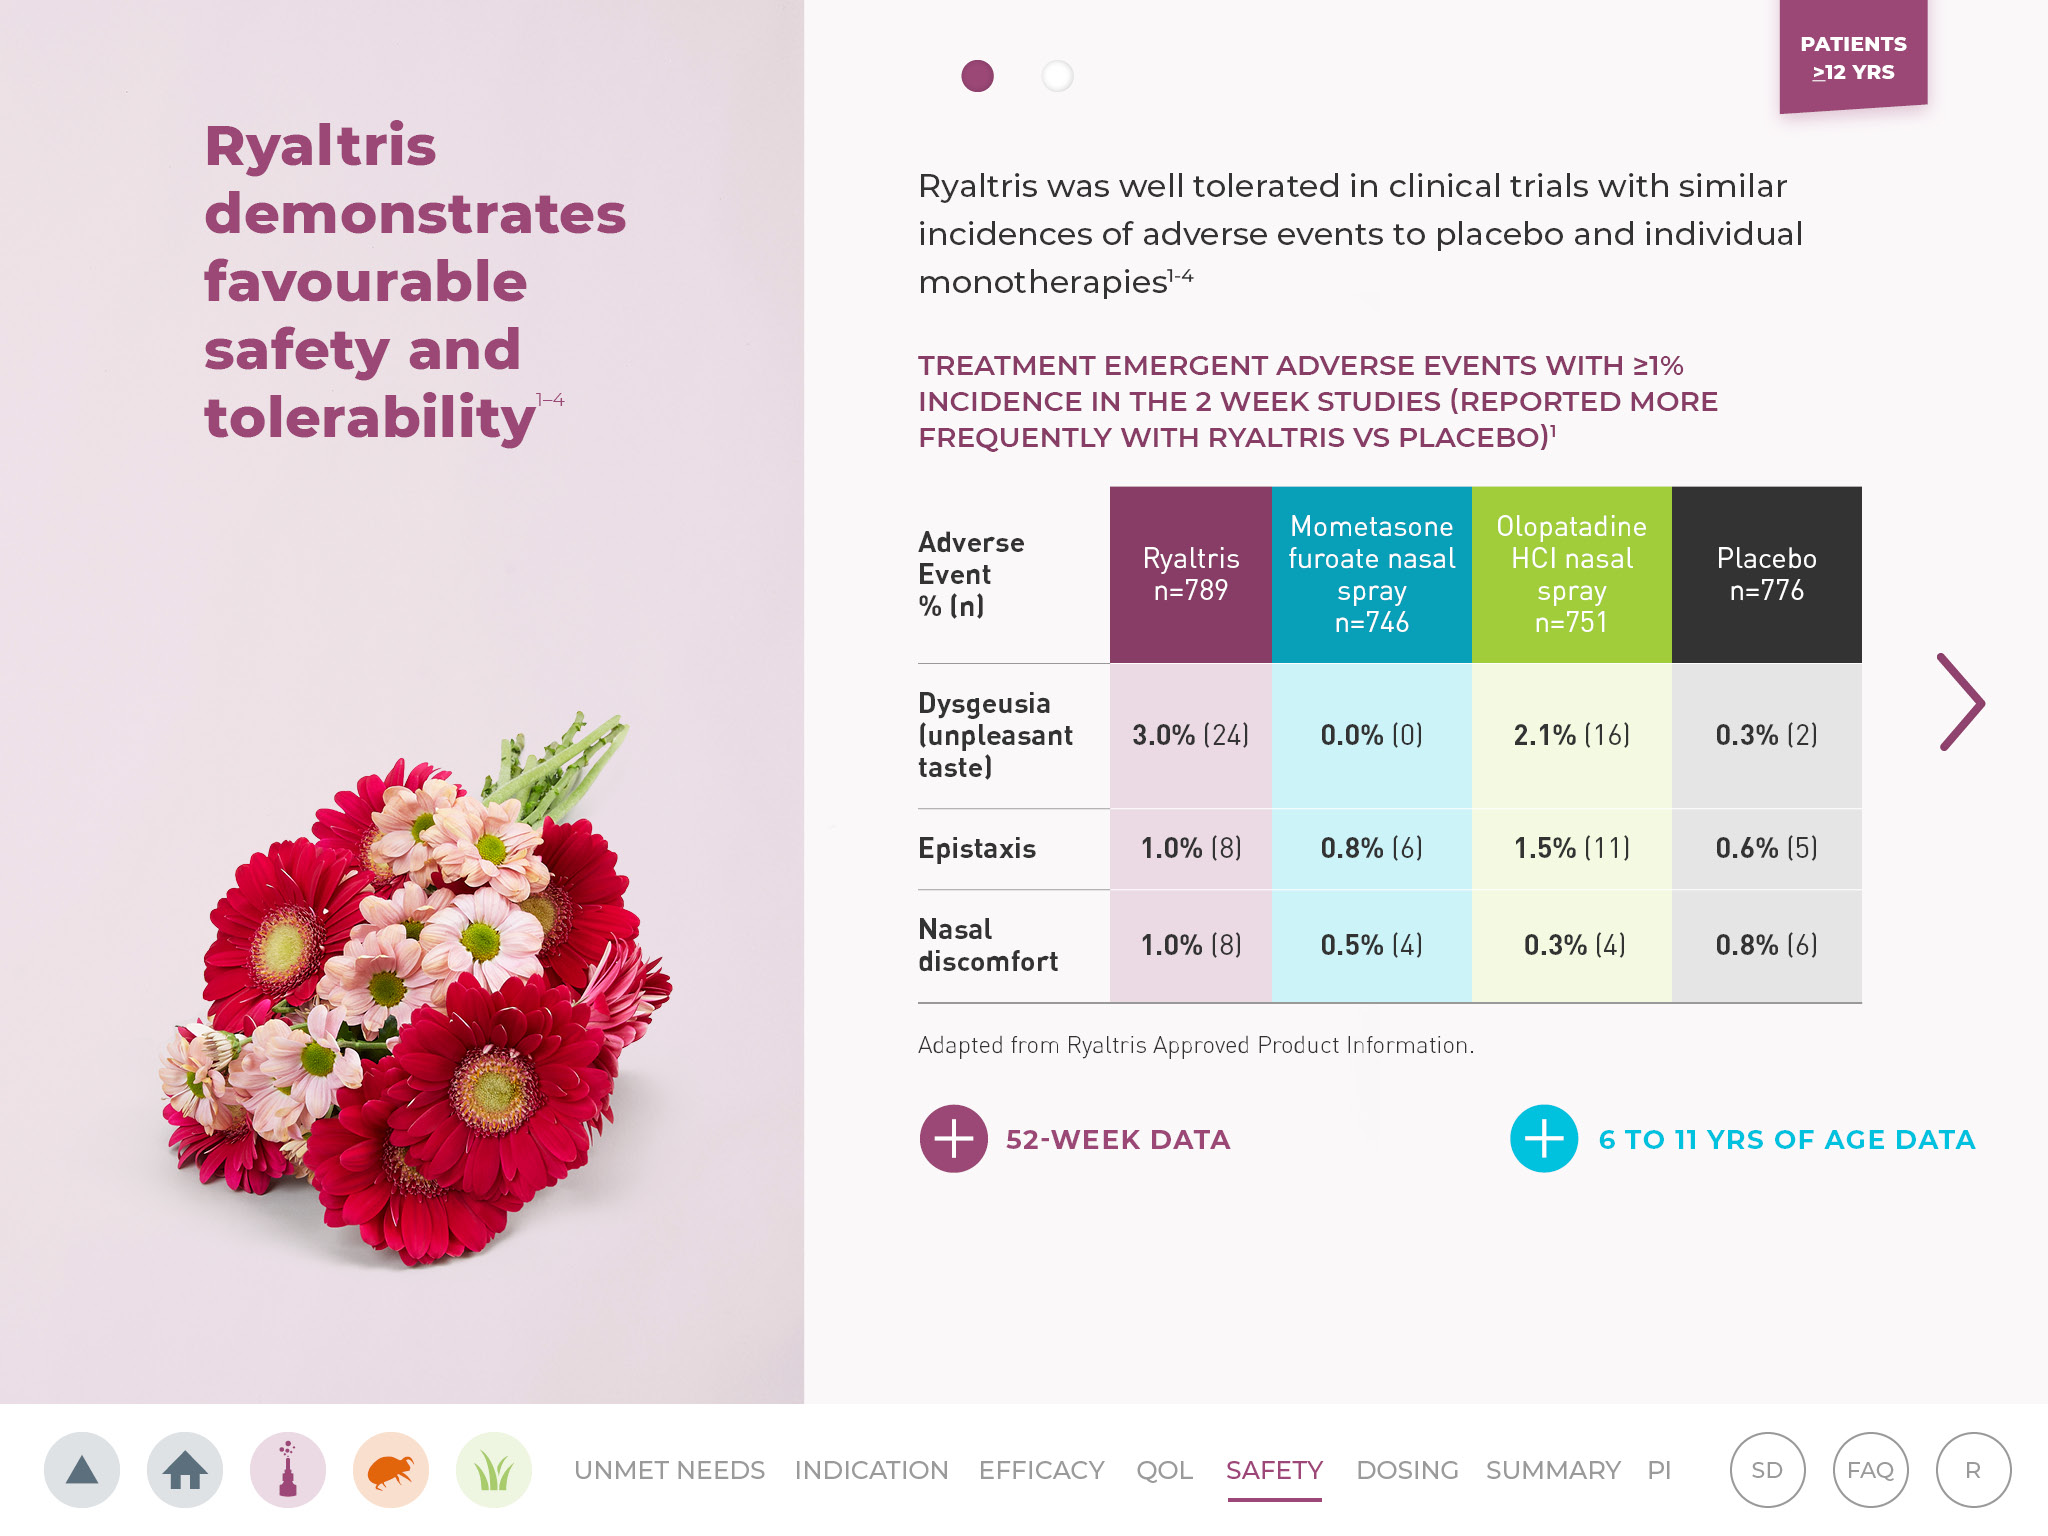 Ryaltris
demonstrates
favourable
safety and
tolerability1–4
PATIENTS
≥12 YRS
Ryaltris was well tolerated in clinical trials with similar
incidences of adverse events to placebo and individual
monotherapies1-4
TREATMENT EMERGENT ADVERSE EVENTS WITH ≥1%
INCIDENCE IN THE 2 WEEK STUDIES (REPORTED MORE
FREQUENTLY WITH RYALTRIS VS PLACEBO)1
Adverse
Event
% (n)
Ryaltris
n=789
Mometasone
furoate nasal
spray
n=746
Olopatadine
HCl nasal
spray
n=751
Placebo
n=776
Dysgeusia
(unpleasant
taste)
3.0% (24)
0.0% (0)
2.1% (16)
0.3% (2)
Epistaxis
1.0% (8)
0.8% (6)
1.5% (11)
0.6% (5)
Nasal
discomfort
1.0% (8)
0.5% (4)
0.3% (4)
0.8% (6)
Adapted from Ryaltris Approved Product Information.
52-WEEK DATA
6 TO 11 YRS OF AGE DATA
UNMET NEEDS INDICATION EFFICACY QOL SAFETY DOSING SUMMARY PI SD FAQ R